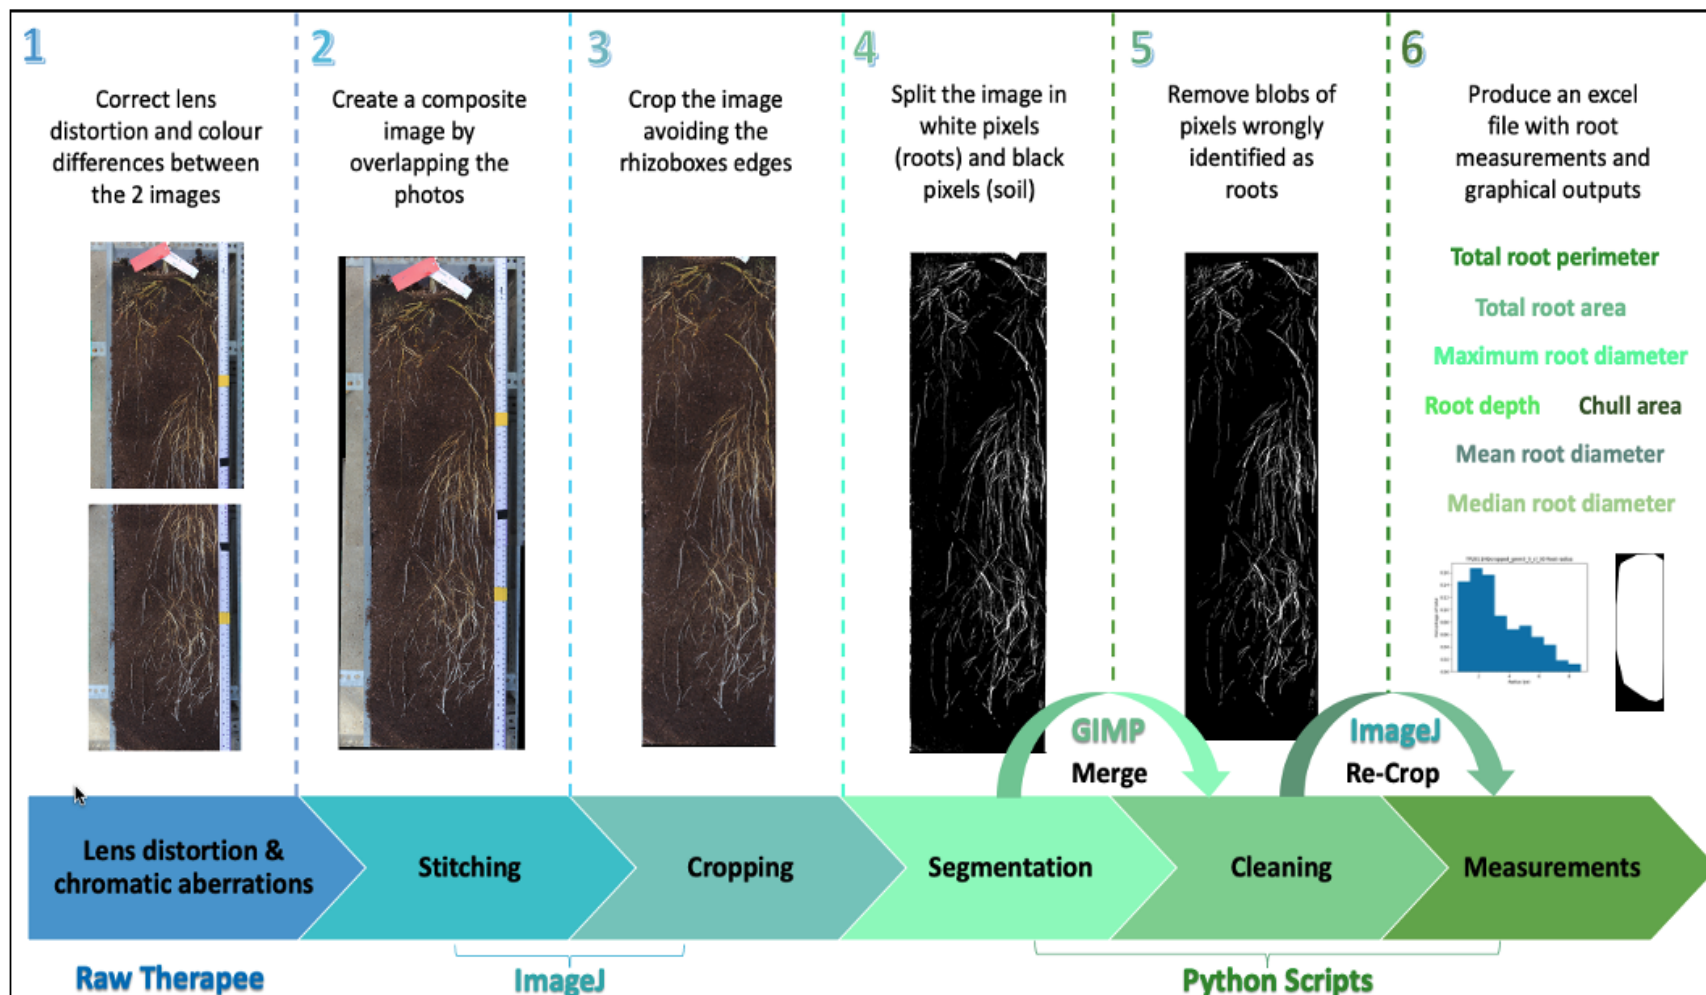 1
Correct lens
distortion and colour
differences between
the 2 images
2
Create a composite
image by
overlapping the
photos
3
Crop the image
avoiding the
rhizoboxes edges
4
Split the image in
white pixels
(roots) and black
pixels (soil)
5
Remove blobs of
pixels wrongly
identified as
roots
6
Produce an excel
file with root
measurements and
graphical outputs
Total root perimeter
Total root area
Maximum root diameter
Root depth Chull area
Mean root diameter
Median root diameter
GIMP
Merge
ImageJ
Re-Crop
Lens distortion &
chromatic aberrations
Stitching
Cropping
Segmentation
Cleaning
Measurements
Raw Therapee
ImageJ
Python Scripts